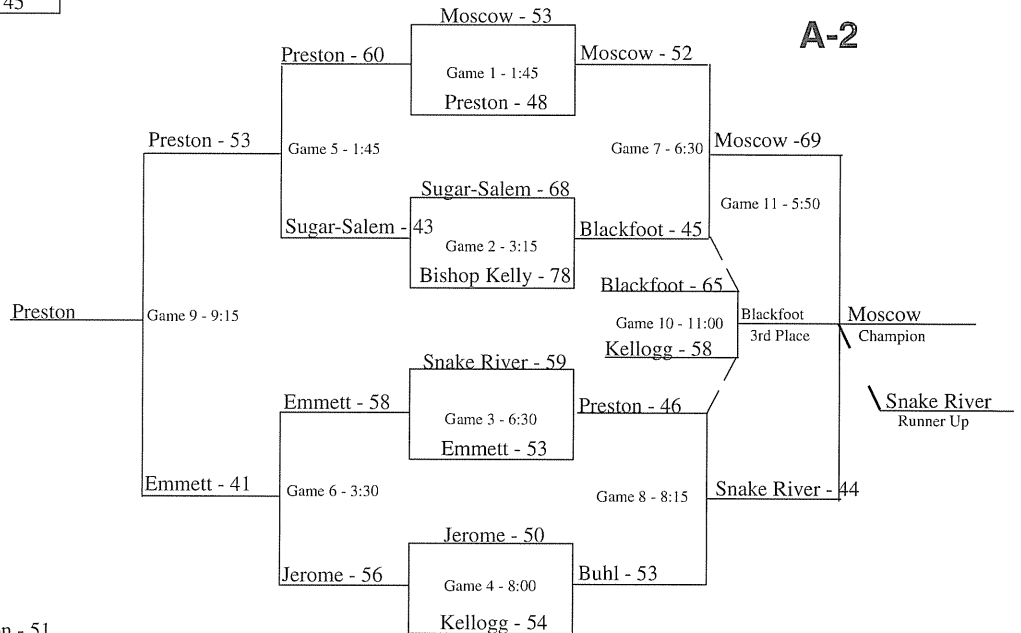 45
Moscow - 53
A-2
Preston - 60
Moscow - 52
Game 1 - 1:45
Preston - 48
Preston - 53
Game 5 - 1:45
Game 7 - 6:30
Moscow -69
Sugar-Salem - 68
Game 11 - 5:50
Sugar-Salem - 43
Blackfoot - 45
Game 2 - 3:15
Bishop Kelly - 78
Blackfoot - 65
Preston
Game 9 - 9:15
Game 10 - 11:00
Blackfoot
Moscow
3rd Place
Champion
Kellogg - 58
Snake River - 59
Emmett - 58
Preston - 46
Snake River
Game 3 - 6:30
Runner Up
Emmett - 53
Emmett - 41
Game 6 - 3:30
Game 8 - 8:15
Snake River - 44
Jerome - 50
Jerome - 56
Buhl - 53
Game 4 - 8:00
Kellogg - 54
n - 51